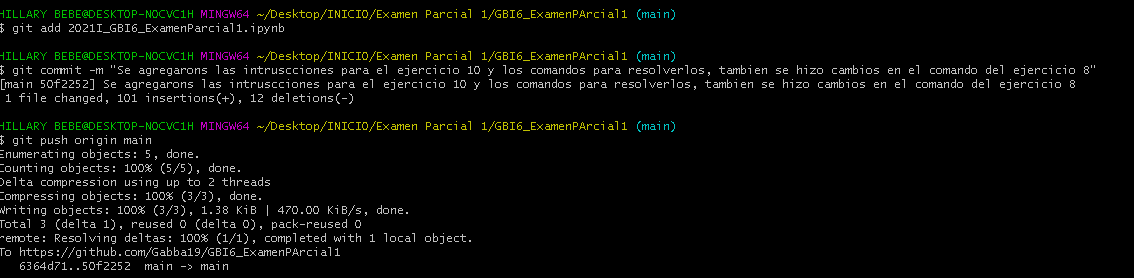 HILLARY BEBE@DESKTOP-NOCVC1H MINGW64 ~/Desktop/INICIO/Examen Parcial 1/GBI6_ExamenPArcial1 (main)
$ git add 2021I_GBI6_ExamenParcial1.ipynb
HILLARY BEBE@DESKTOP-NOCVC1H MINGW64 ~/Desktop/INICIO/Examen Parcial 1/GBI6_ExamenPArcial1 (main)
$ git commit -m "Se agregarons las intruscciones para el ejercicio 10 y los comandos para resolverlos, tambien se hizo cambios en el comando del ejercicio 8"
[main 50f2252] Se agregarons las intruscciones para el ejercicio 10 y los comandos para resolverlos, tambien se hizo cambios en el comando del ejercicio 8
1 file changed, 101 insertions(+), 12 deletions(-)
HILLARY BEBE@DESKTOP-NOCVC1H MINGW64 ~/Desktop/INICIO/Examen Parcial 1/GBI6_ExamenPArcial1 (main)
$ git push origin main
Enumerating objects: 5, done.
Counting objects: 100% (5/5), done.
Delta compression using up to 2 threads
Compressing objects: 100% (3/3), done.
Writing objects: 100% (3/3), 1.38 KiB | 470.00 KiB/s, done.
Total 3 (delta 1), reused 0 (delta 0), pack-reused 0
remote: Resolving deltas: 100% (1/1), completed with 1 local object.
To https://github.com/Gabba19/GBI6_ExamenPArcial1
6364d71..50f2252 main -> main